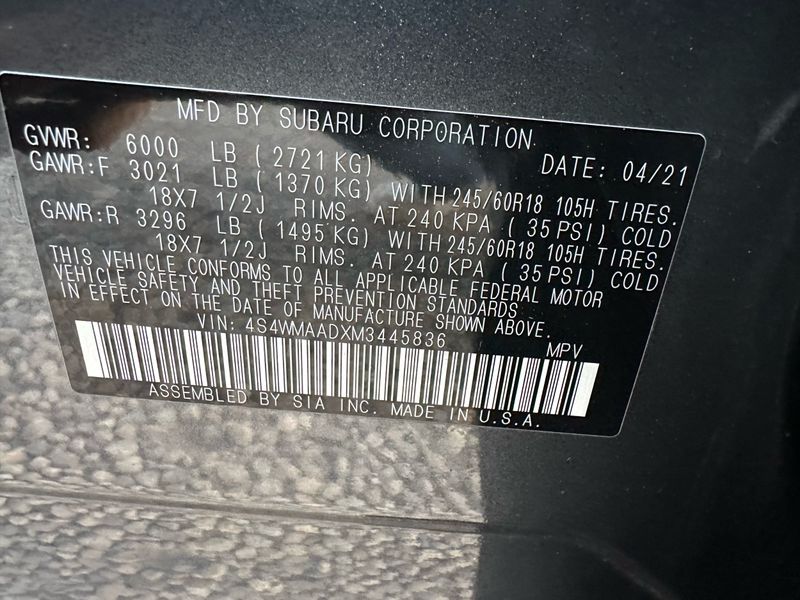 MFD BY SUBARU CORPORATION
GVWR: 6000 LB ( 2721 KG) DATE: 04/21
GAWR:F 3021 LB ( 1370 KG) WITH 245/60R18 105H TIRES.
18X7 1/2J RIMS. AT 240 KPA ( 35 PSI) COLD
GAWR:R 3296 LB ( 1495 KG) WITH 245/60R18 105H TIRES.
18X7 1/2J RIMS. AT 240 KPA ( 35 PSI) COLD
THIS VEHICLE CONFORMS TO ALL APPLICABLE FEDERAL MOTOR
VEHICLE SAFETY AND THEFT PREVENTION STANDARDS
IN EFFECT ON THE DATE OF MANUFACTURE SHOWN ABOVE.
VIN: 4S4WMAADXM3445836 MPV
ASSEMBLED BY SIA INC. MADE IN U.S.A.